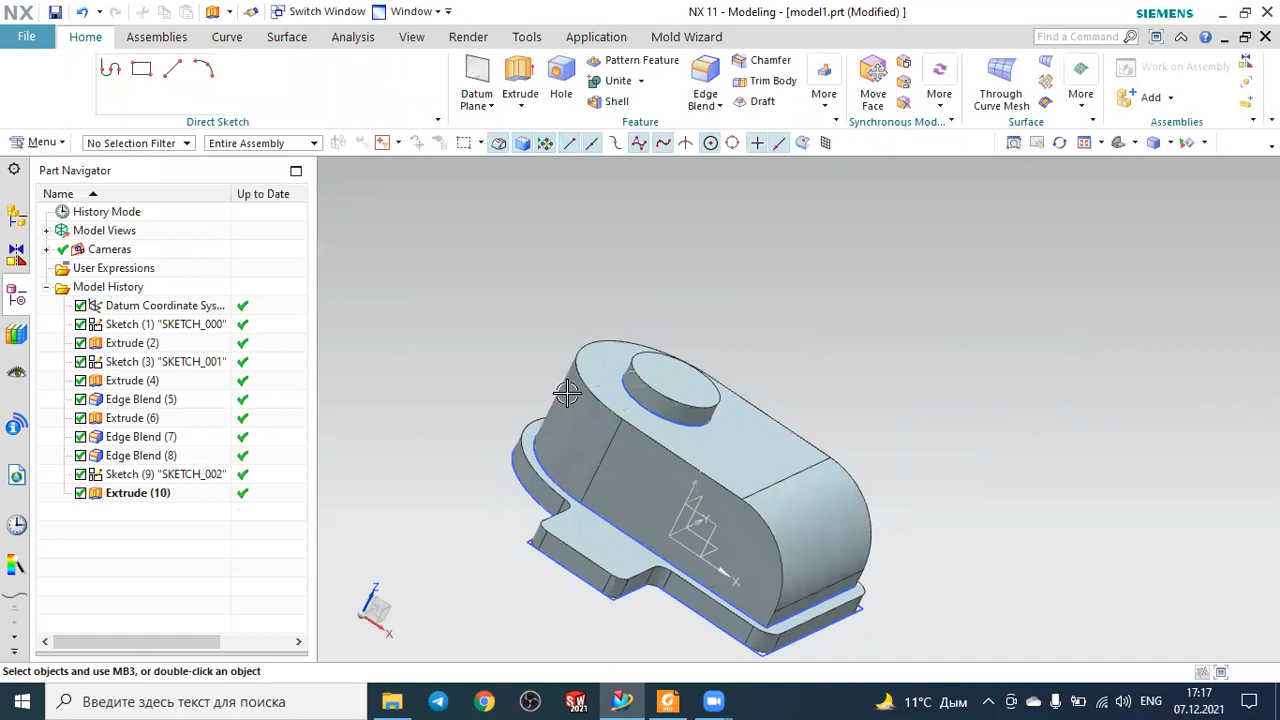 NX
Switch Window
Window
NX 11 - Modeling - [model1.prt (Modified) ]
SIEMENS
File
Home
Assemblies
Curve
Surface
Analysis
View
Render
Tools
Application
Mold Wizard
Find a Command
Direct Sketch
Datum Plane
Extrude
Hole
Pattern Feature
Unite
Shell
Edge Blend
Chamfer
Trim Body
Draft
More
Feature
Move Face
More
Synchronous Mod...
Through Curve Mesh
More
Surface
Work on Assembly
Add
Assemblies
Menu
No Selection Filter
Entire Assembly
Part Navigator
Name
Up to Date
History Mode
Model Views
Cameras
User Expressions
Model History
Datum Coordinate Sys...
Sketch (1) "SKETCH_000"
Extrude (2)
Sketch (3) "SKETCH_001"
Extrude (4)
Edge Blend (5)
Extrude (6)
Edge Blend (7)
Edge Blend (8)
Sketch (9) "SKETCH_002"
Extrude (10)
X
Z
X
Select objects and use MB3, or double-click an object
Введите здесь текст для поиска
11°C Дым
ENG
17:17
07.12.2021